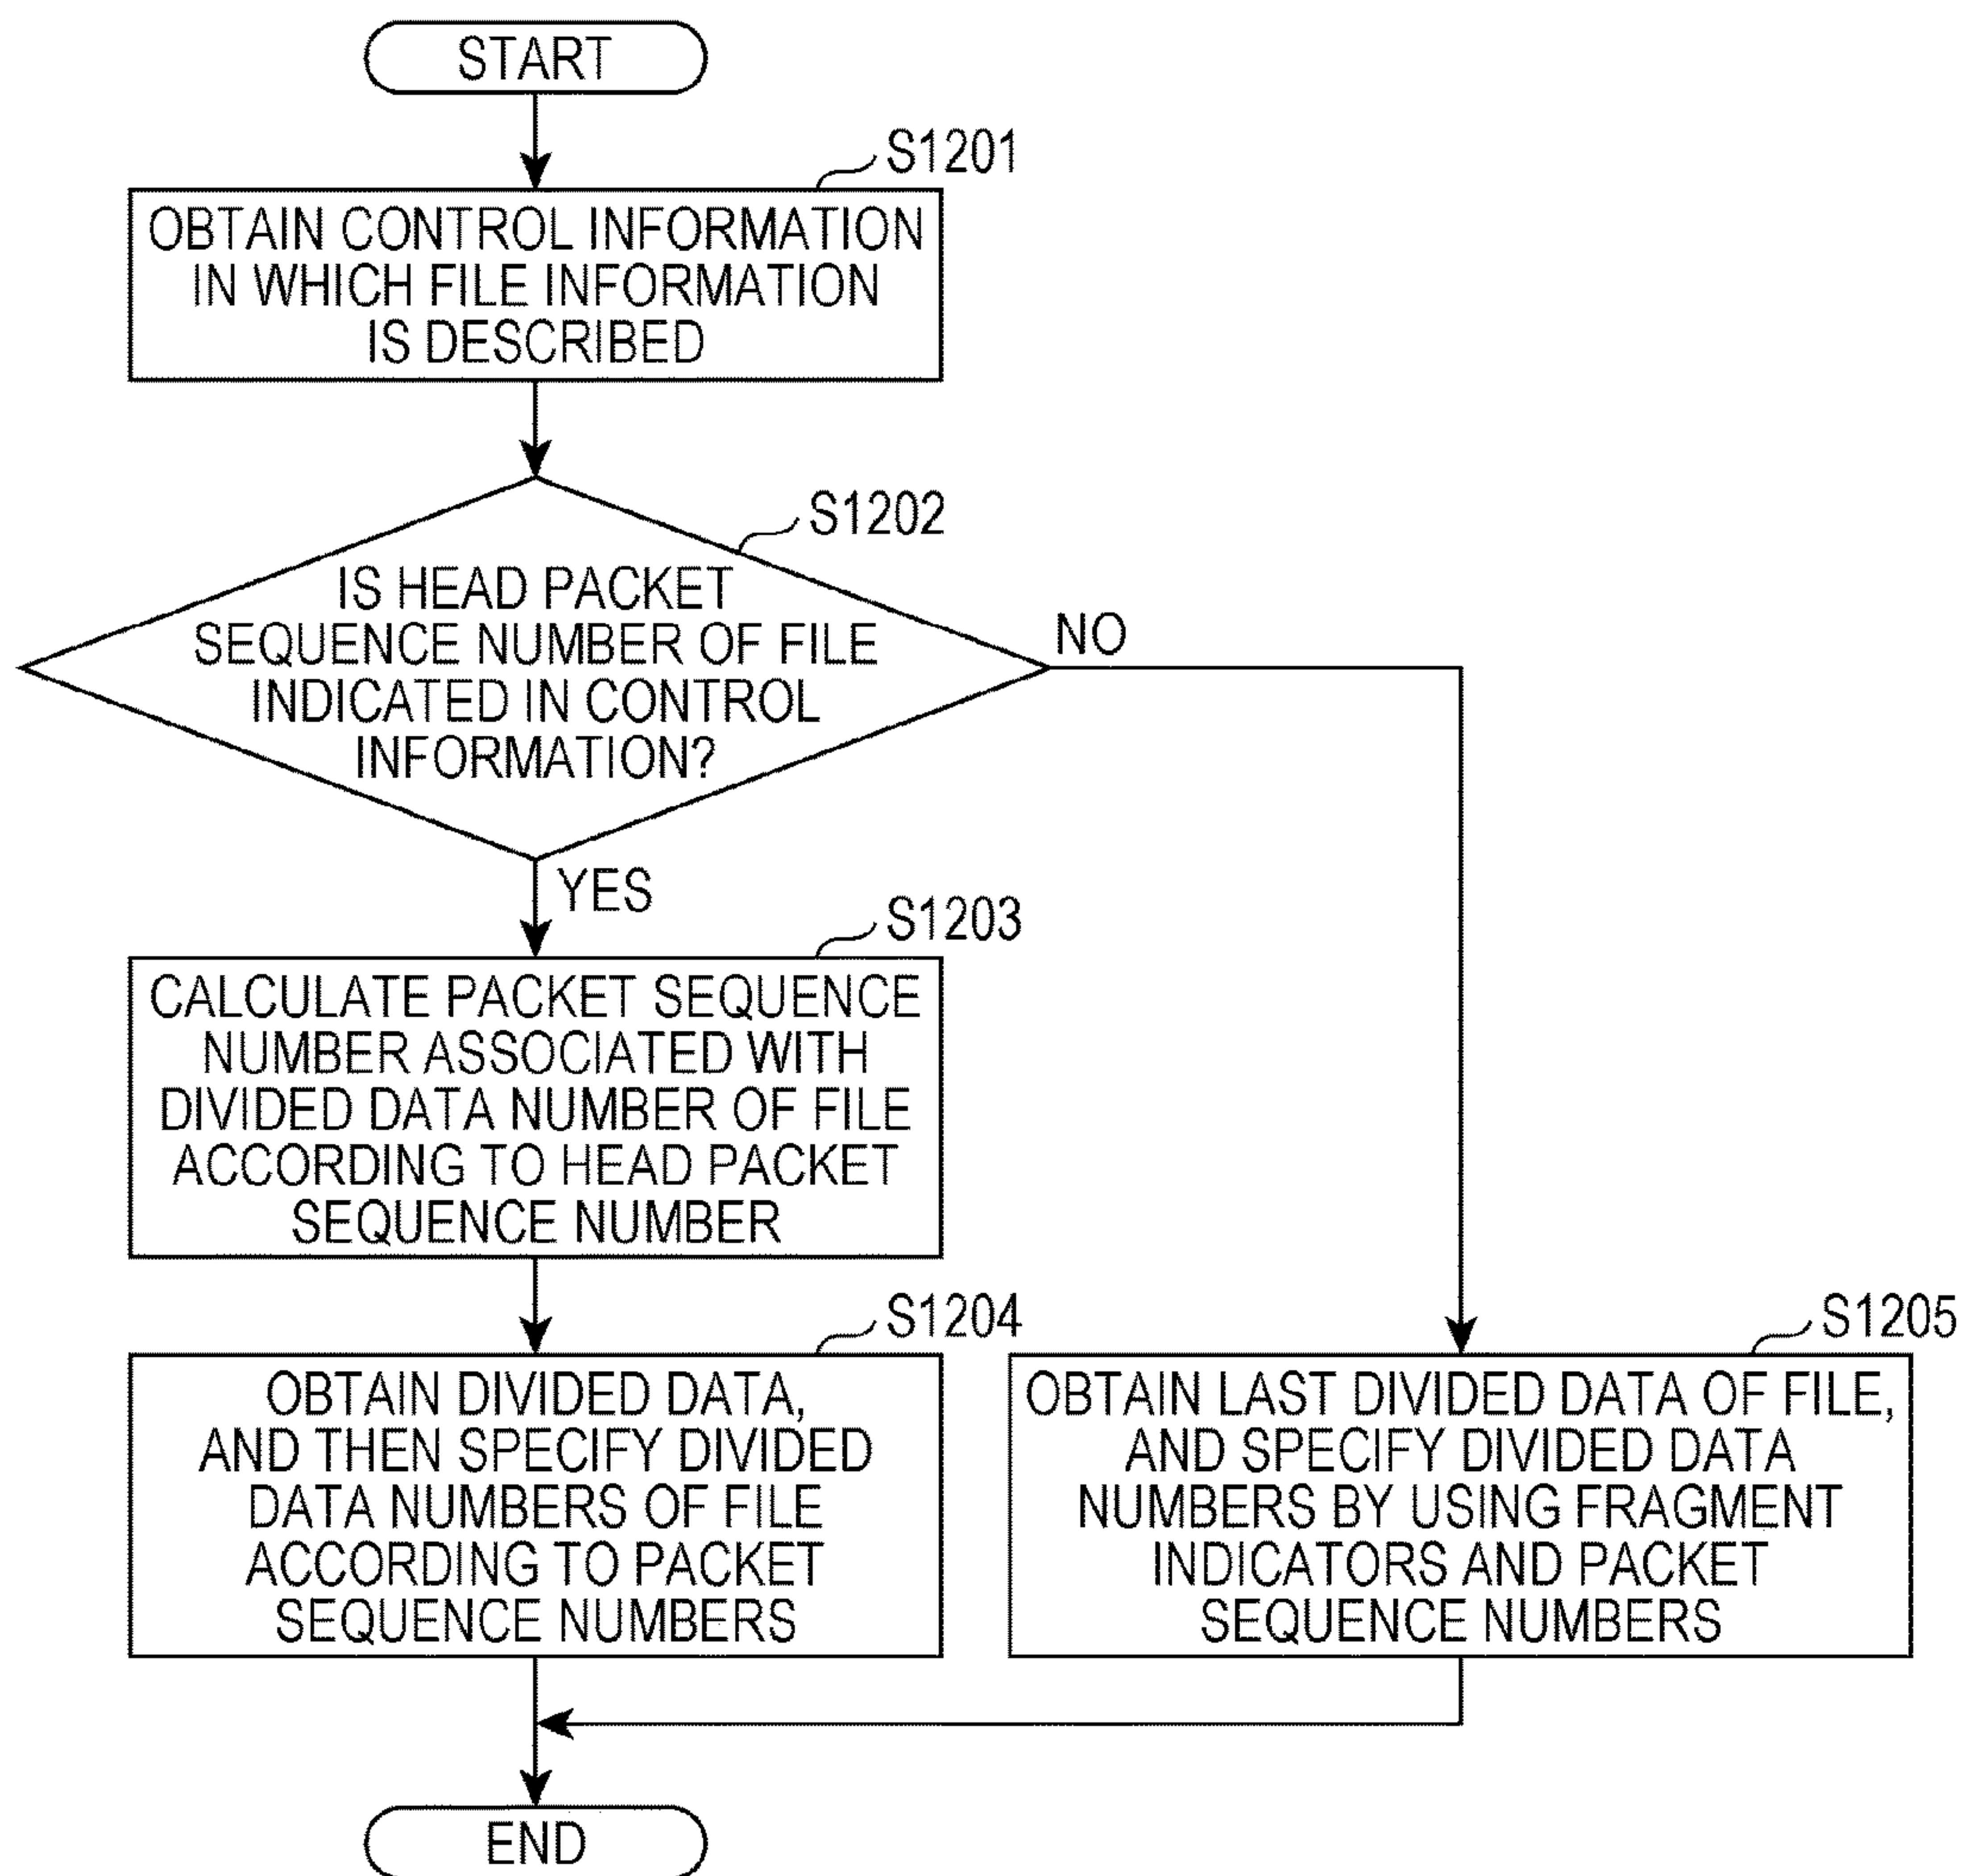 START
S1201
OBTAIN CONTROL INFORMATION
IN WHICH FILE INFORMATION
IS DESCRIBED
S1202
IS HEAD PACKET
SEQUENCE NUMBER OF FILE
INDICATED IN CONTROL
INFORMATION?
NO
YES
S1203
CALCULATE PACKET SEQUENCE
NUMBER ASSOCIATED WITH
DIVIDED DATA NUMBER OF FILE
ACCORDING TO HEAD PACKET
SEQUENCE NUMBER
S1204
OBTAIN DIVIDED DATA,
AND THEN SPECIFY DIVIDED
DATA NUMBERS OF FILE
ACCORDING TO PACKET
SEQUENCE NUMBERS
S1205
OBTAIN LAST DIVIDED DATA OF FILE,
AND SPECIFY DIVIDED DATA
NUMBERS BY USING FRAGMENT
INDICATORS AND PACKET
SEQUENCE NUMBERS
END